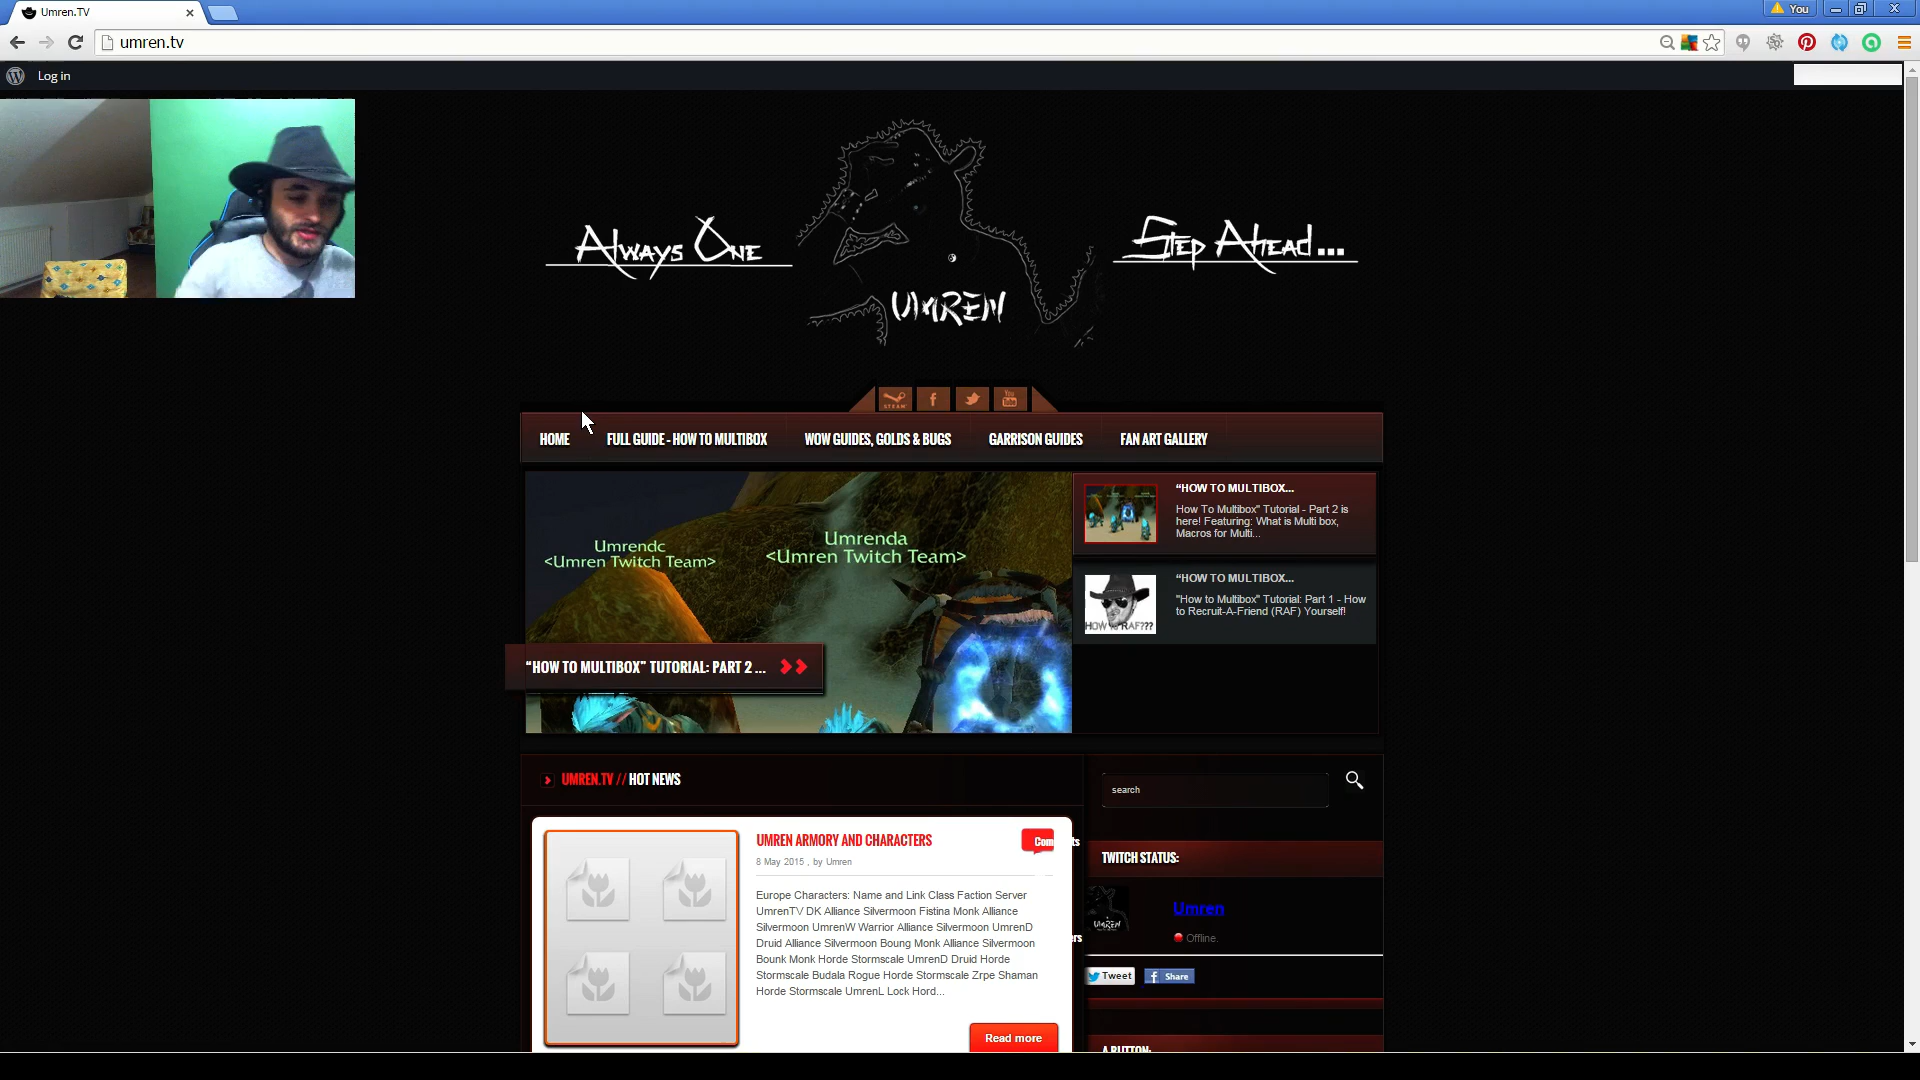 Umren.TV
You
umren.tv
Log in
Always One
Step Ahead...
UMREN
STEAM
You
HOME
FULL GUIDE - HOW TO MULTIBOX
WOW GUIDES, GOLDS & BUGS
GARRISON GUIDES
FAN ART GALLERY
Umrendc
<Umren Twitch Team>
Umrenda
<Umren Twitch Team>
“HOW TO MULTIBOX” TUTORIAL: PART 2 ...
“HOW TO MULTIBOX...
How To Multibox" Tutorial - Part 2 is
here! Featuring: What is Multi box,
Macros for Multi...
“HOW TO MULTIBOX...
"How to Multibox" Tutorial: Part 1 - How
to Recruit-A-Friend (RAF) Yourself!
HOW to RAF???
UMREN.TV // HOT NEWS
search
UMREN ARMORY AND CHARACTERS
8 May 2015 , by Umren
Europe Characters: Name and Link Class Faction Server
UmrenTV DK Alliance Silvermoon Fistina Monk Alliance
Silvermoon UmrenW Warrior Alliance Silvermoon UmrenD
Druid Alliance Silvermoon Boung Monk Alliance Silvermoon
Bounk Monk Horde Stormscale UmrenD Druid Horde
Stormscale Budala Rogue Horde Stormscale Zrpe Shaman
Horde Stormscale UmrenL Lock Hord...
Read more
TWITCH STATUS:
UMREN
Umren
Offline.
Tweet
Share
A BUTTON: